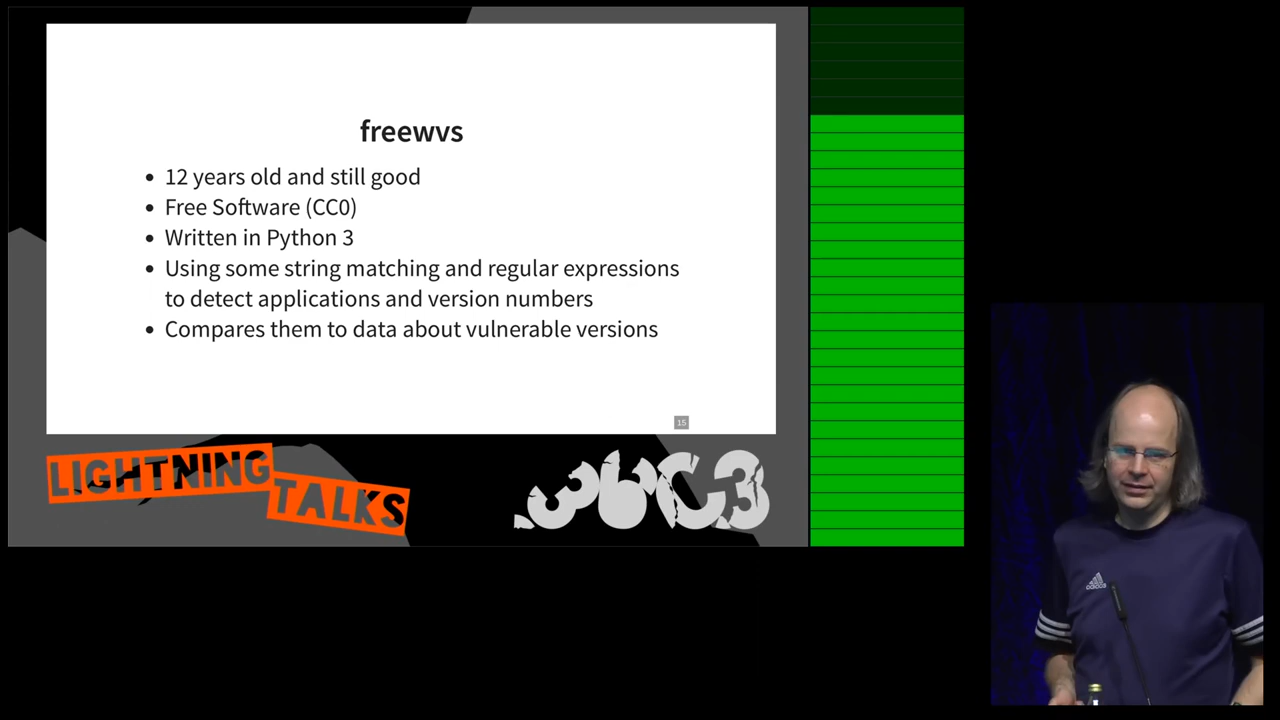 freewvs
12 years old and still good
Free Software (CC0)
Written in Python 3
Using some string matching and regular expressions
to detect applications and version numbers
Compares them to data about vulnerable versions
15
LIGHTNING
TALKS
36C3
adidas